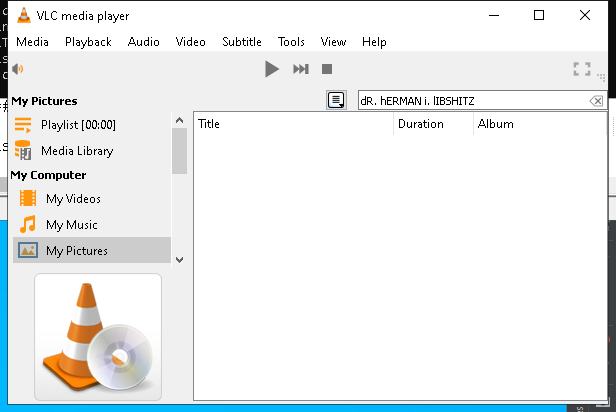 VLC media player
Media Playback Audio Video Subtitle Tools View Help
My Pictures
dR. hERMAN i. lIBSHITZ
Playlist [00:00]
Media Library
My Computer
My Videos
My Music
My Pictures
Title Duration Album